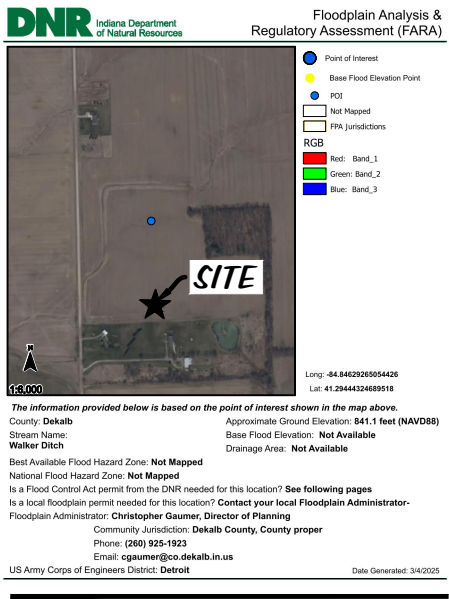 DNR Indiana Department of Natural Resources
Floodplain Analysis &
Regulatory Assessment (FARA)
Point of Interest
Base Flood Elevation Point
POI
Not Mapped
FPA Jurisdictions
RGB
Red: Band_1
Green: Band_2
Blue: Band_3
SITE
N
1:6,000
Long: -84.84629265054426
Lat: 41.29444324689518
The information provided below is based on the point of interest shown in the map above.
County: Dekalb
Approximate Ground Elevation: 841.1 feet (NAVD88)
Stream Name:
Walker Ditch
Base Flood Elevation: Not Available
Drainage Area: Not Available
Best Available Flood Hazard Zone: Not Mapped
National Flood Hazard Zone: Not Mapped
Is a Flood Control Act permit from the DNR needed for this location? See following pages
Is a local floodplain permit needed for this location? Contact your local Floodplain Administrator-
Floodplain Administrator: Christopher Gaumer, Director of Planning
Community Jurisdiction: Dekalb County, County proper
Phone: (260) 925-1923
Email: cgaumer@co.dekalb.in.us
US Army Corps of Engineers District: Detroit
Date Generated: 3/4/2025